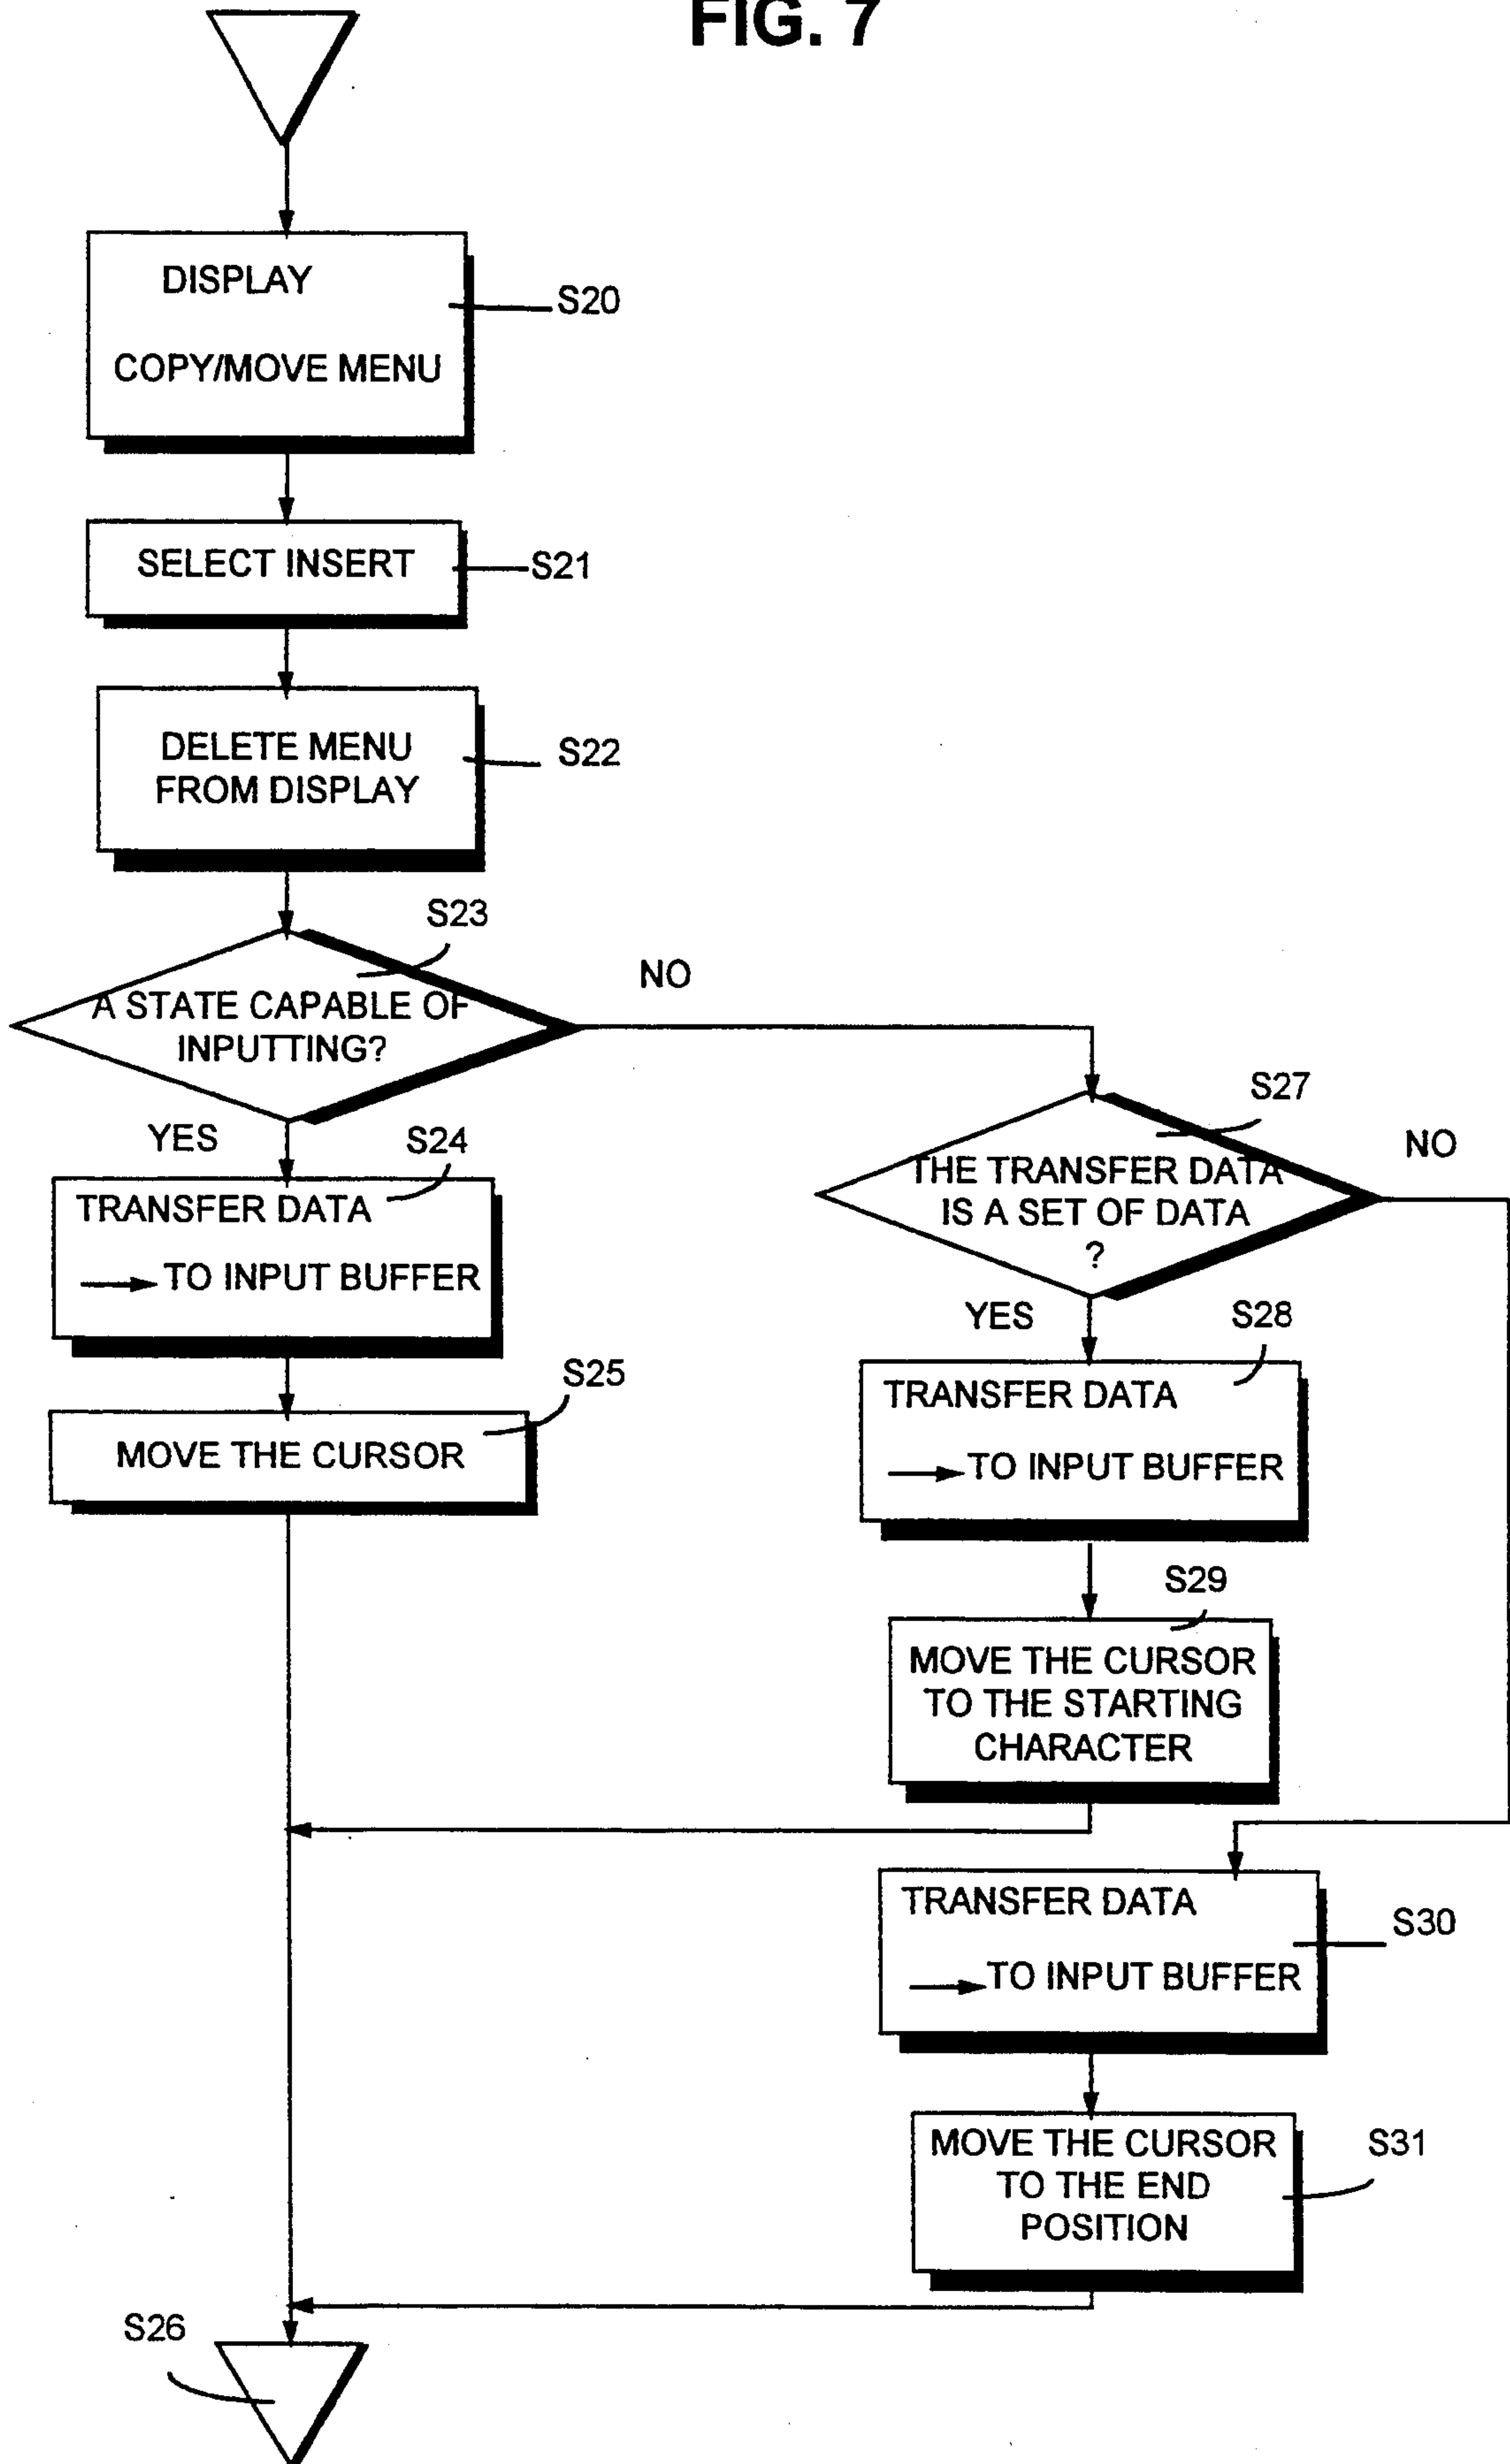 FIG. 7
DISPLAY
COPY/MOVE MENU
S20
SELECT INSERT
S21
DELETE MENU
FROM DISPLAY
S22
S23
A STATE CAPABLE OF
INPUTTING?
NO
YES
S24
TRANSFER DATA
TO INPUT BUFFER
S25
MOVE THE CURSOR
S27
THE TRANSFER DATA
IS A SET OF DATA
?
NO
YES
S28
TRANSFER DATA
TO INPUT BUFFER
S29
MOVE THE CURSOR
TO THE STARTING
CHARACTER
TRANSFER DATA
TO INPUT BUFFER
S30
MOVE THE CURSOR
TO THE END
POSITION
S31
S26